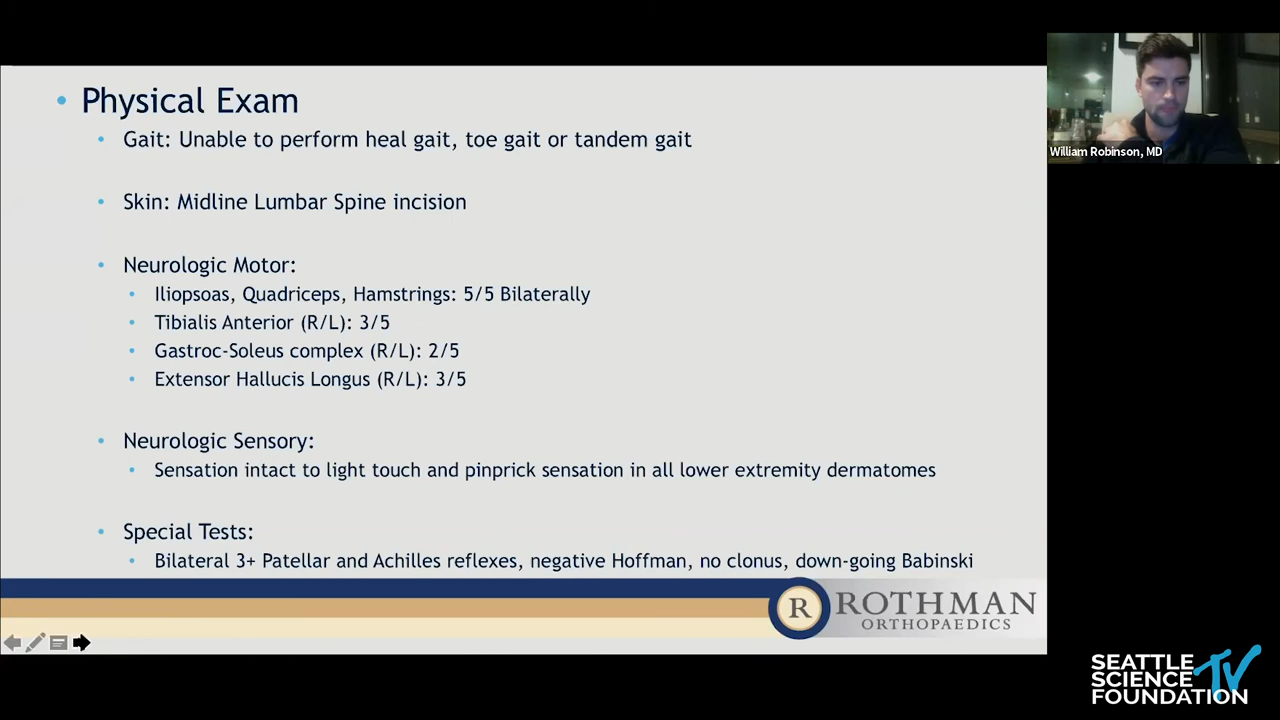 Physical Exam
Gait: Unable to perform heal gait, toe gait or tandem gait
Skin: Midline Lumbar Spine incision
Neurologic Motor:
Iliopsoas, Quadriceps, Hamstrings: 5/5 Bilaterally
Tibialis Anterior (R/L): 3/5
Gastroc-Soleus complex (R/L): 2/5
Extensor Hallucis Longus (R/L): 3/5
Neurologic Sensory:
Sensation intact to light touch and pinprick sensation in all lower extremity dermatomes
Special Tests:
Bilateral 3+ Patellar and Achilles reflexes, negative Hoffman, no clonus, down-going Babinski
R ROTHMAN
ORTHOPAEDICS
William Robinson, MD
SEATTLE
SCIENCE TV
FOUNDATION